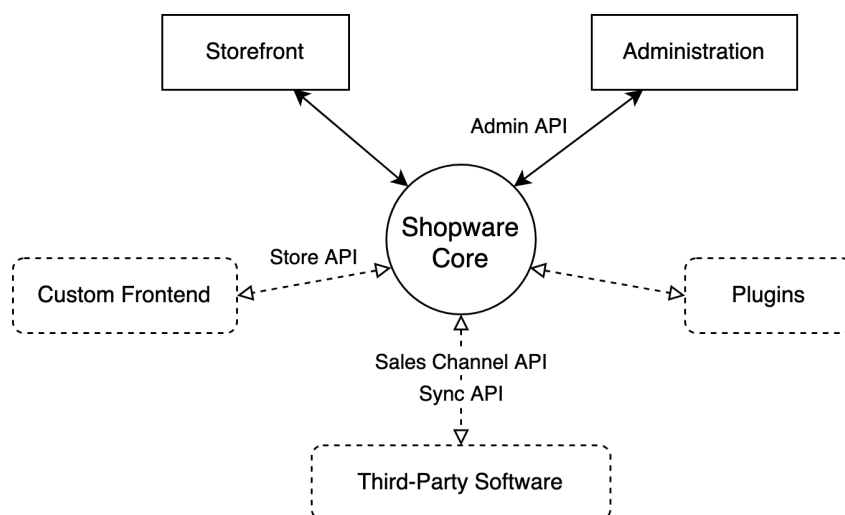 Storefront
Administration
Admin API
Shopware
Core
Store API
Custom Frontend
Plugins
Sales Channel API
Sync API
Third-Party Software